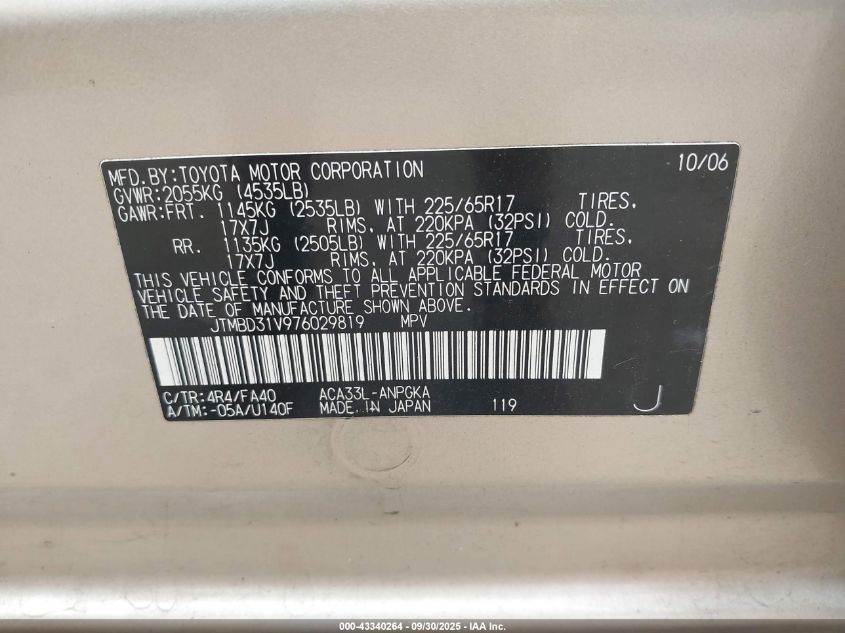 MFD.BY:TOYOTA MOTOR CORPORATION 10/06
GVWR:2055KG (4535LB)
GAWR:FRT. 1145KG (2535LB) WITH 225/65R17 TIRES,
17X7J RIMS, AT 220KPA (32PSI) COLD.
RR. 1135KG (2505LB) WITH 225/65R17 TIRES,
17X7J RIMS, AT 220KPA (32PSI) COLD.
THIS VEHICLE CONFORMS TO ALL APPLICABLE FEDERAL MOTOR
VEHICLE SAFETY AND THEFT PREVENTION STANDARDS IN EFFECT ON
THE DATE OF MANUFACTURE SHOWN ABOVE.
JTMBD31V976029819 MPV
C/TR:4R4/FA40 ACA33L-ANPGKA
A/TM:-05A/U140F MADE IN JAPAN 119 J
000-43340264 - 09/30/2025 - IAA Inc.